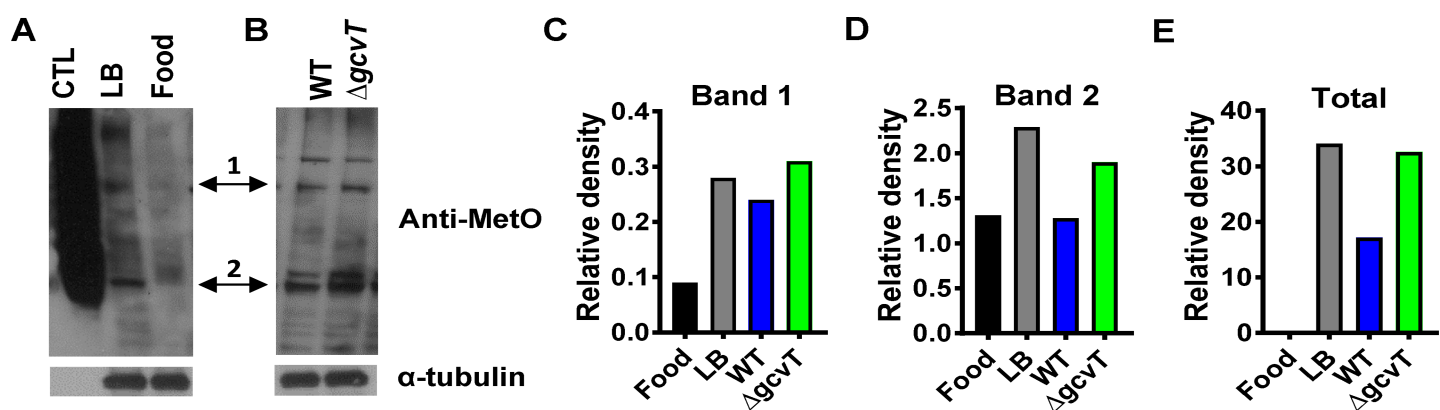 A
CTL
LB
Food
B
WT
ΔgcvT
1
2
Anti-MetO
α-tubulin
C
Band 1
Relative density
0.4
0.3
0.2
0.1
0.0
Food
LB
WT
ΔgcvT
D
Band 2
Relative density
2.5
2.0
1.5
1.0
0.5
0.0
Food
LB
WT
ΔgcvT
E
Total
Relative density
40
30
20
10
0
Food
LB
WT
ΔgcvT